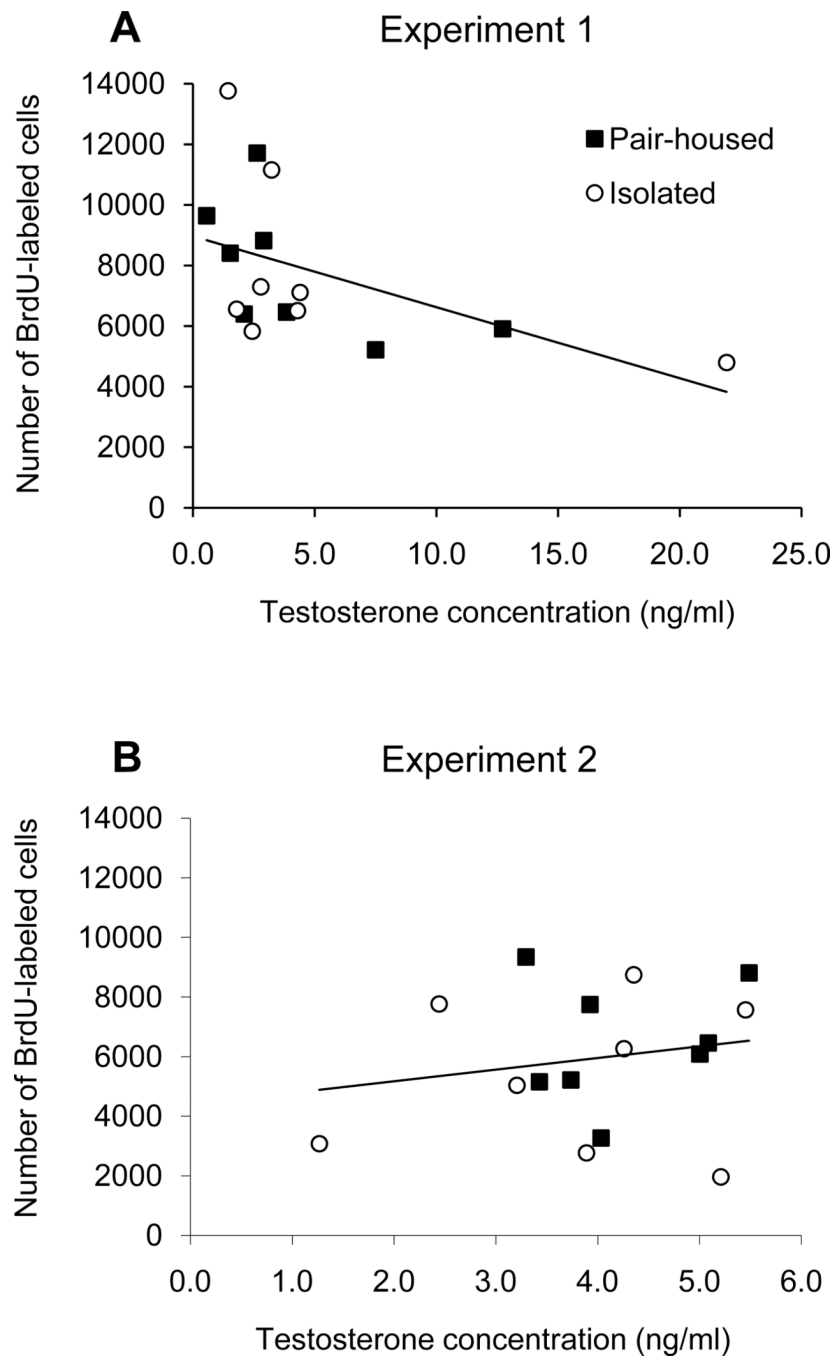 A Experiment 1
Number of BrdU-labeled cells
14000
12000
10000
8000
6000
4000
2000
0
Pair-housed
Isolated
0.0 5.0 10.0 15.0 20.0 25.0
Testosterone concentration (ng/ml)
B Experiment 2
Number of BrdU-labeled cells
14000
12000
10000
8000
6000
4000
2000
0
0.0 1.0 2.0 3.0 4.0 5.0 6.0
Testosterone concentration (ng/ml)